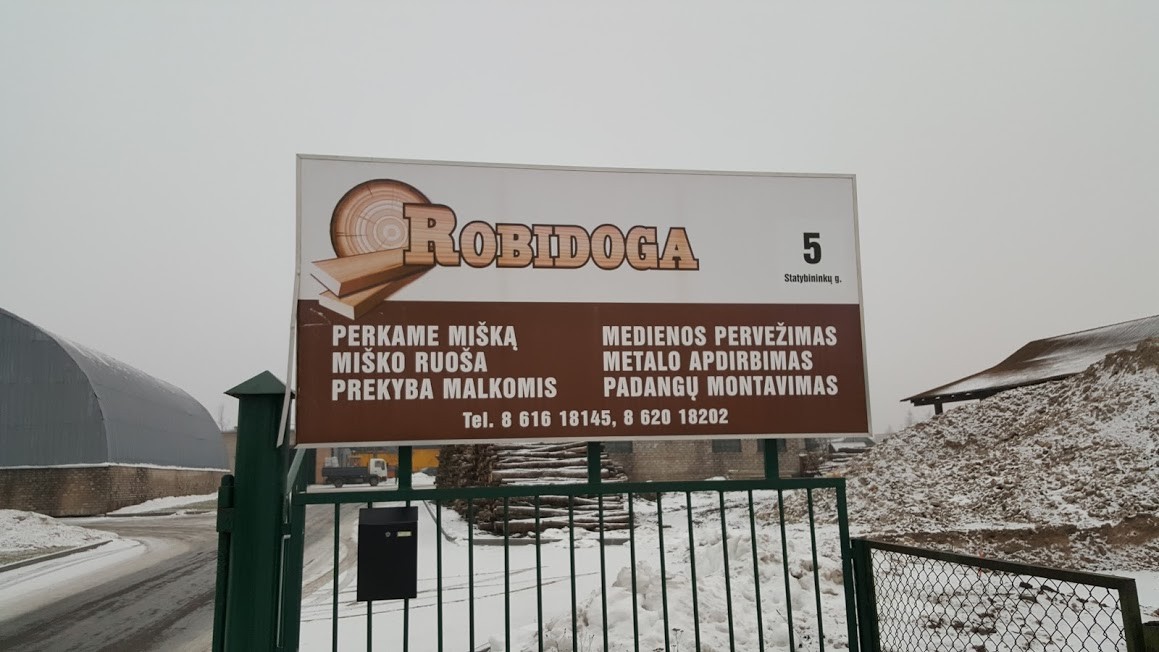 ROBIDOGA
5
Statybininkų g.
PERKAME MIŠKĄ
MIŠKO RUOŠA
PREKYBA MALKOMIS
MEDIENOS PERVEŽIMAS
METALO APDIRBIMAS
PADANGŲ MONTAVIMAS
Tel. 8 616 18145, 8 620 18202